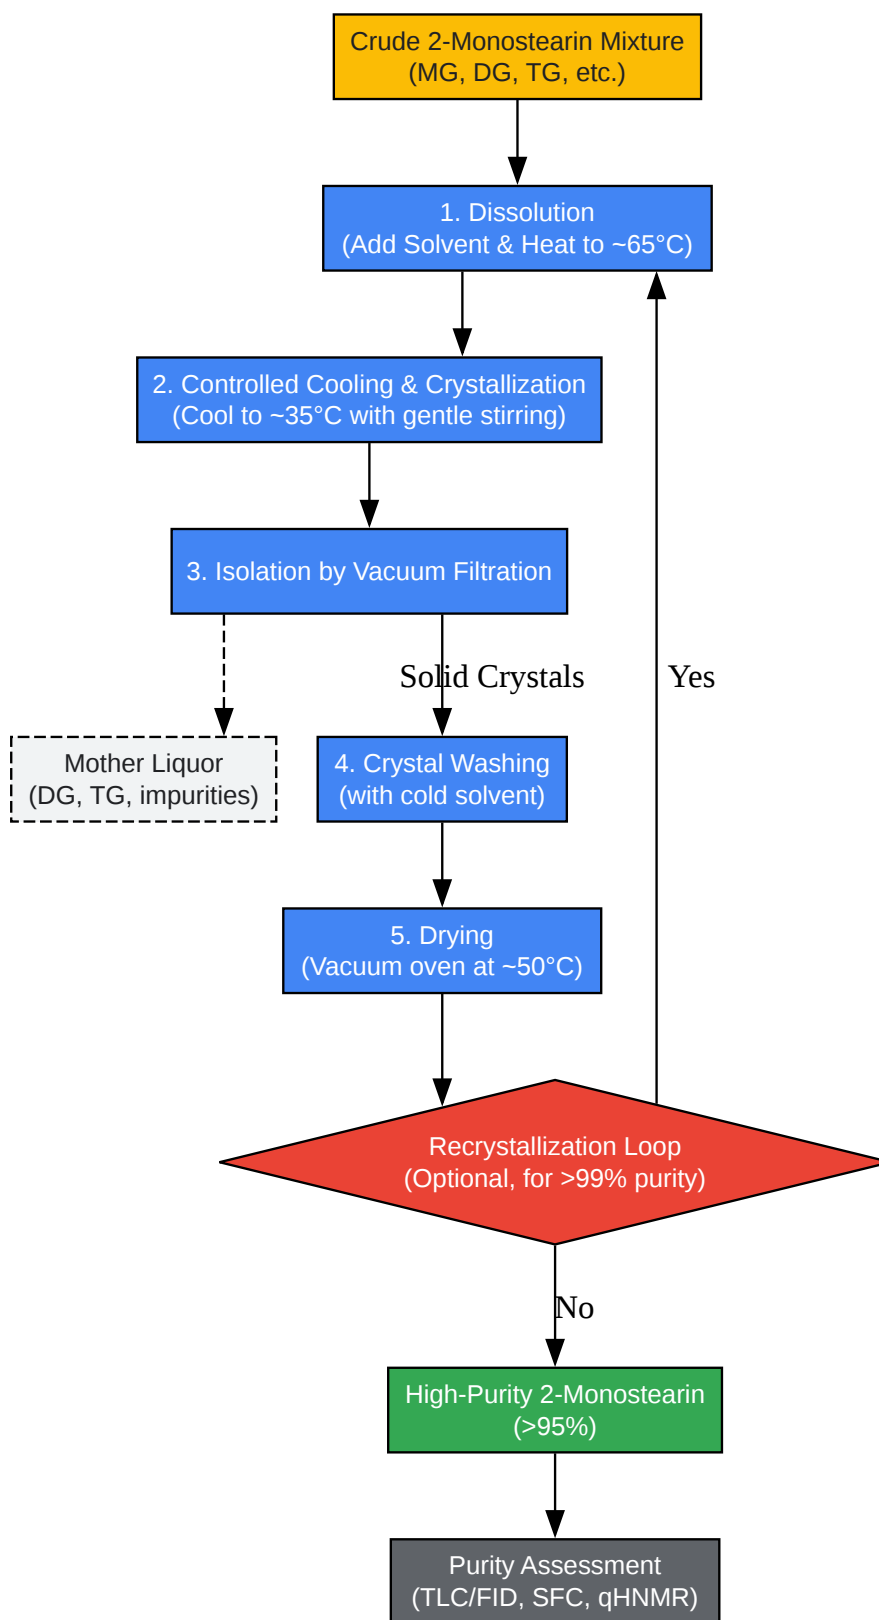 Crude 2-Monostearin Mixture
(MG, DG, TG, etc.)
1. Dissolution
(Add Solvent & Heat to ~65°C)
2. Controlled Cooling & Crystallization
(Cool to ~35°C with gentle stirring)
3. Isolation by Vacuum Filtration
Solid Crystals
Yes
Mother Liquor
(DG, TG, impurities)
4. Crystal Washing
(with cold solvent)
5. Drying
(Vacuum oven at ~50°C)
Recrystallization Loop
(Optional, for >99% purity)
No
High-Purity 2-Monostearin
(>95%)
Purity Assessment
(TLC/FID, SFC, qHNMR)